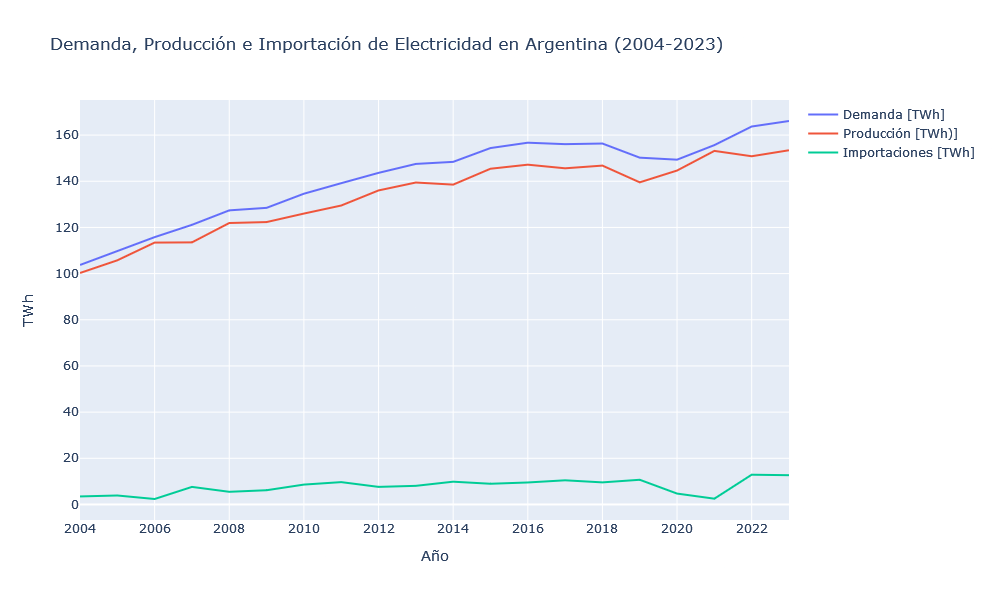 Demanda, Producción e Importación de Electricidad en Argentina (2004-2023)
Demanda [TWh]
Producción [TWh)]
Importaciones [TWh]
TWh
160
140
120
100
80
60
40
20
0
2004 2006 2008 2010 2012 2014 2016 2018 2020 2022
Año